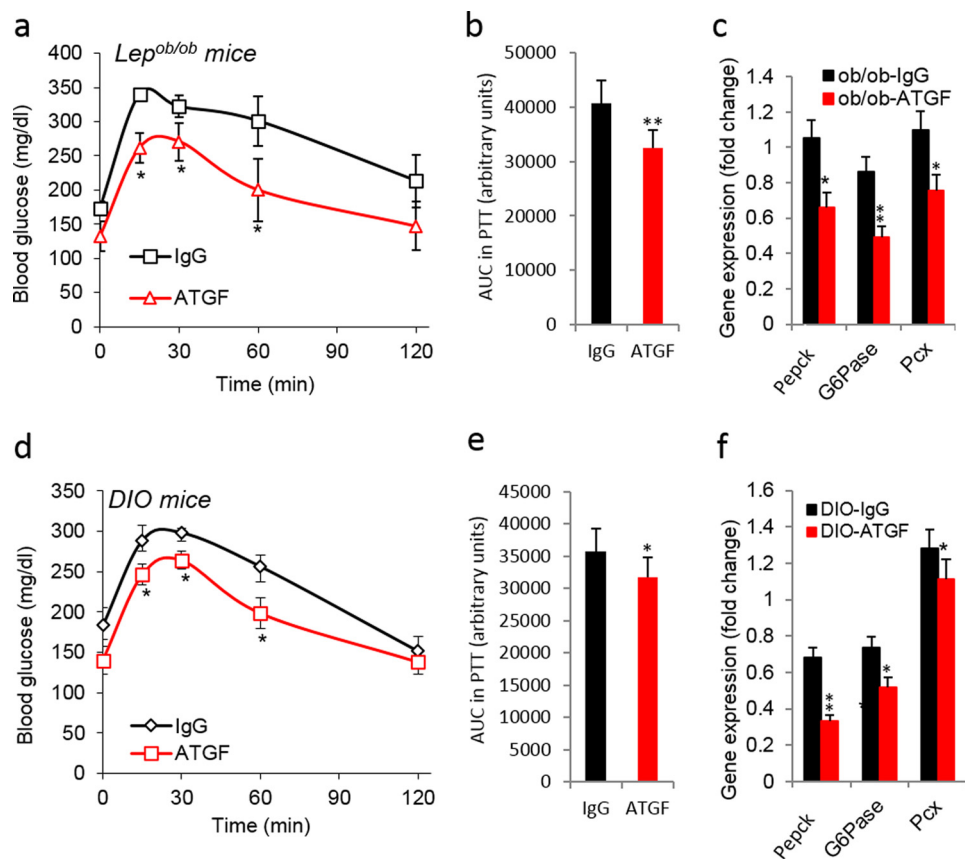 a
Lep^ob/ob mice
Blood glucose (mg/dl)
400
350
300
250
200
150
100
50
0
*
*
*
IgG
ATGF
0
30
60
90
120
Time (min)
b
AUC in PTT (arbitrary units)
50000
40000
30000
20000
10000
0
**
IgG
ATGF
c
Gene expression (fold change)
1.4
1.2
1
0.8
0.6
0.4
0.2
0
ob/ob-IgG
ob/ob-ATGF
*
**
*
Pepck
G6Pase
Pcx
d
DIO mice
Blood glucose (mg/dl)
350
300
250
200
150
100
50
0
*
*
*
IgG
ATGF
0
30
60
90
120
Time (min)
e
AUC in PTT (arbitrary units)
45000
40000
35000
30000
25000
20000
15000
10000
5000
0
*
IgG
ATGF
f
Gene expression (fold change)
1.6
1.4
1.2
1
0.8
0.6
0.4
0.2
0
DIO-IgG
DIO-ATGF
**
*
*
Pepck
G6Pase
Pcx